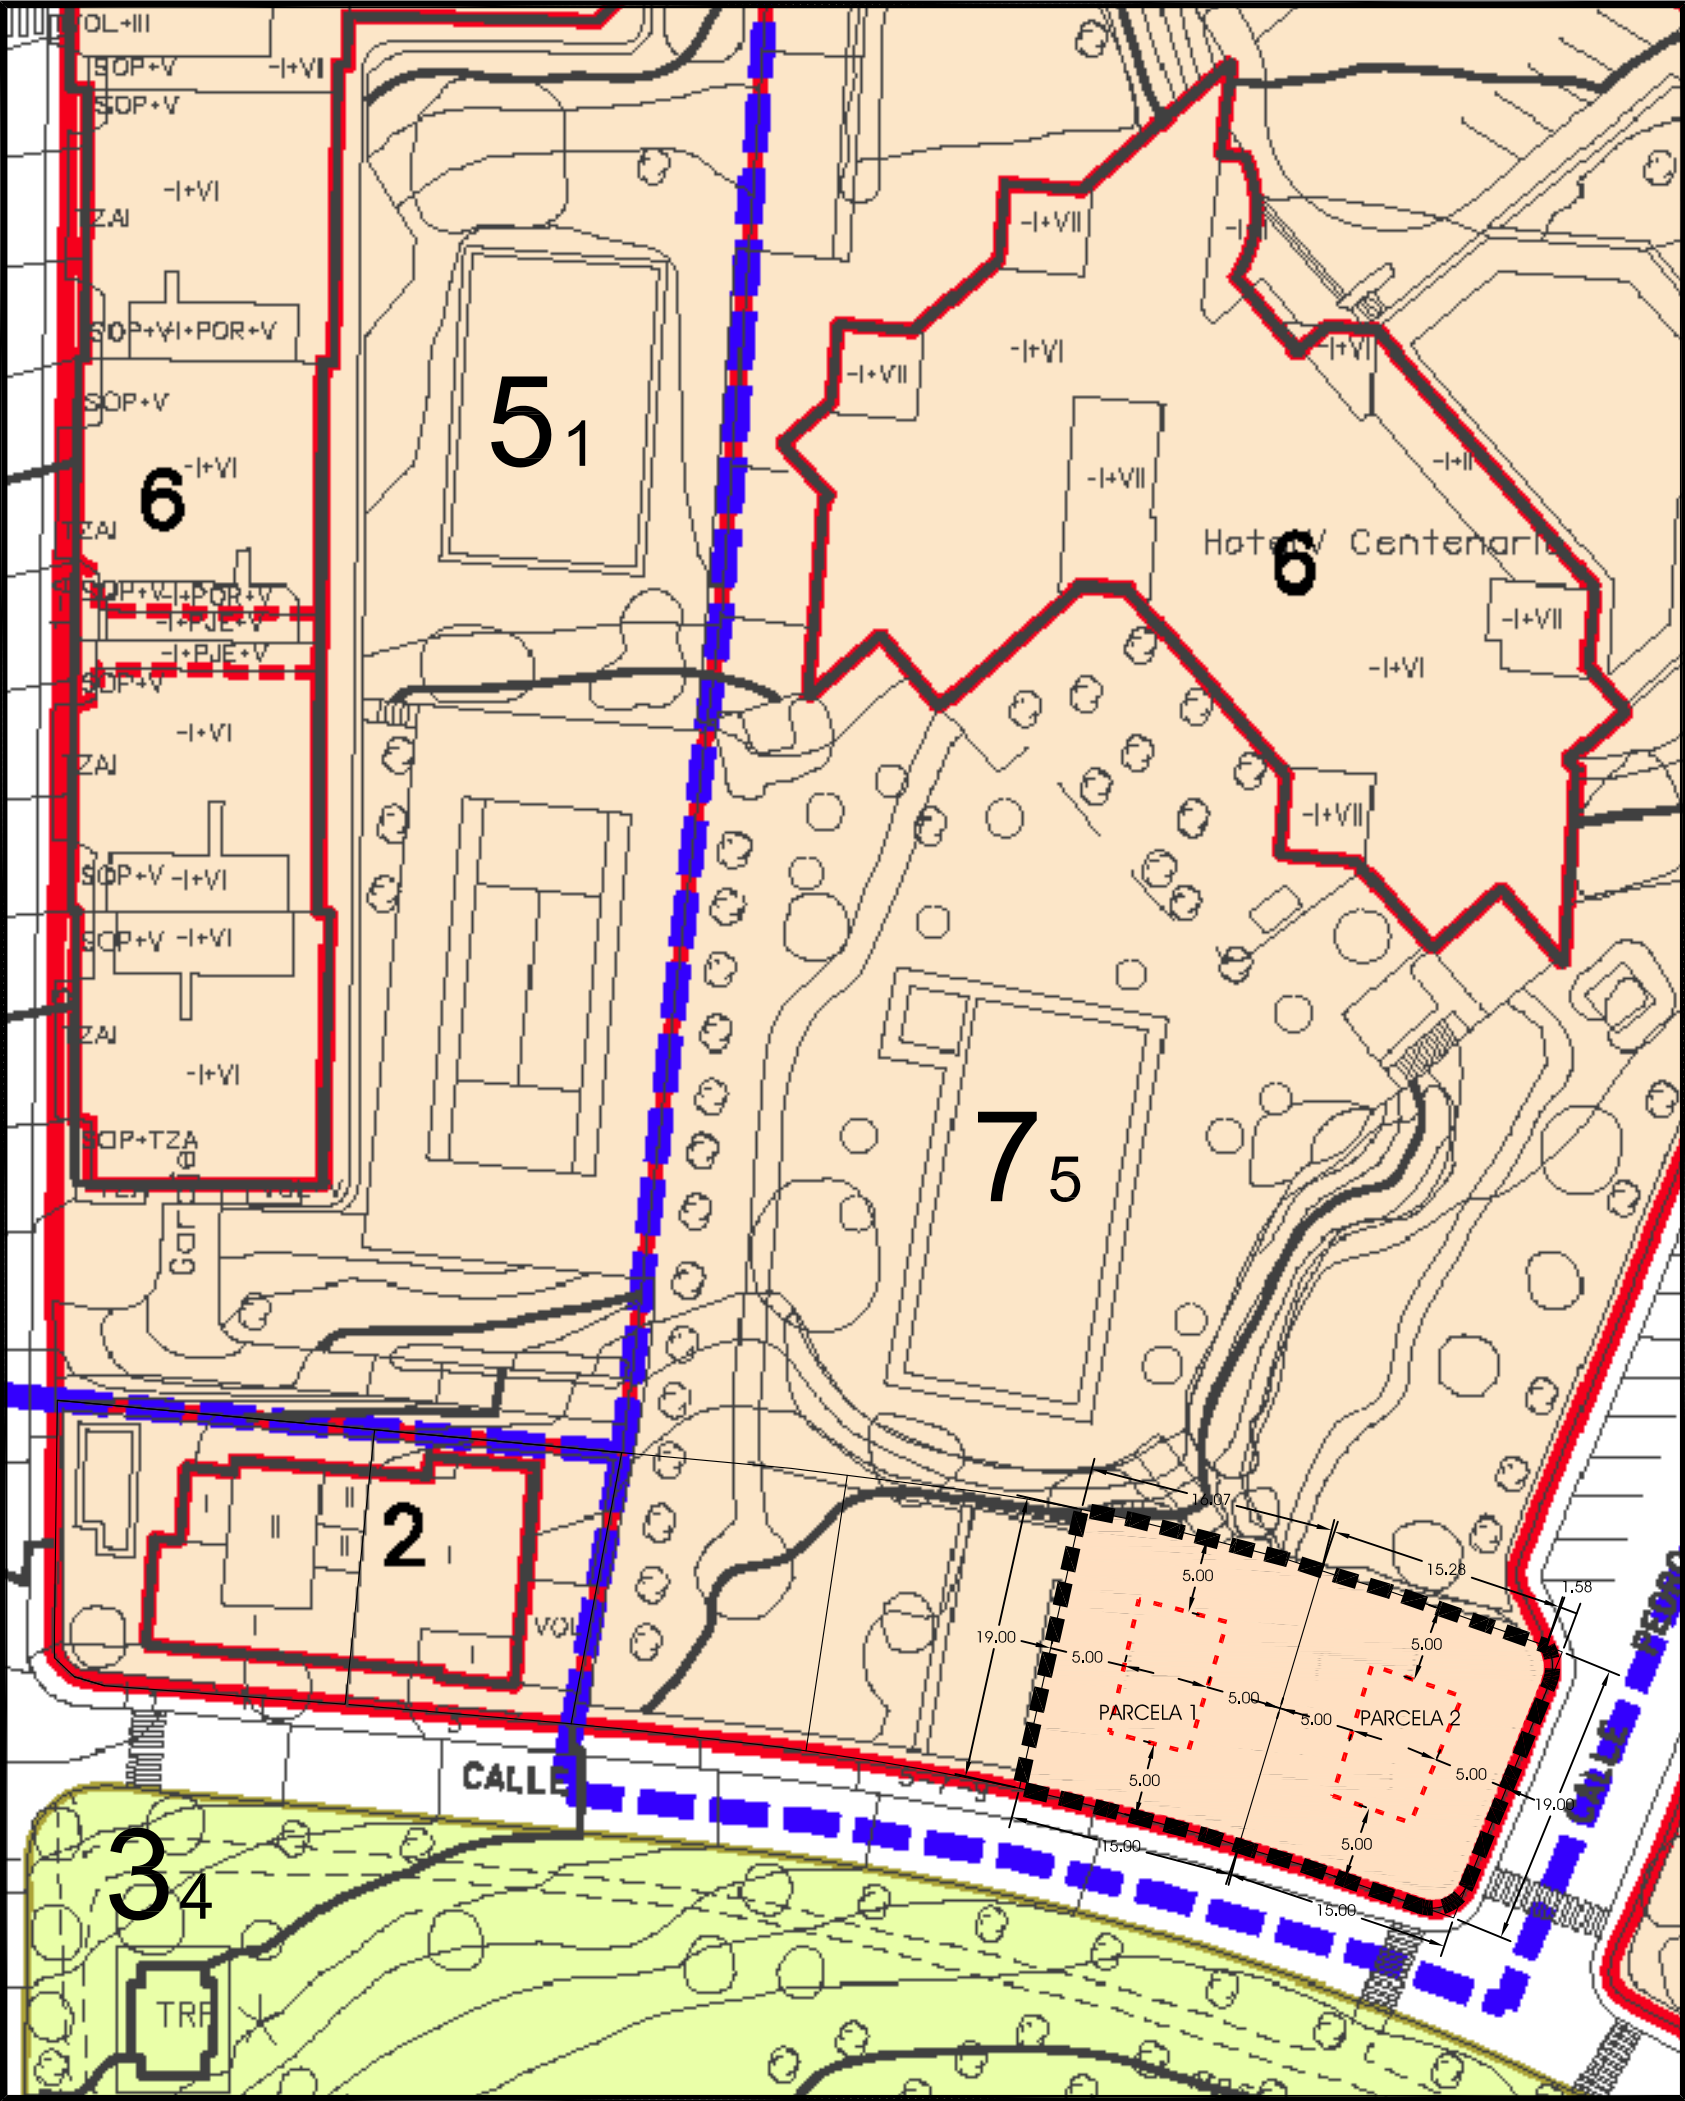 VOL+III
SOP+V
-I+VI
SOP+V
-I+VI
TZAI
-I+VII
SOP+VI+POR+V
-I+VI
-I+VI
-I+VII
SOP+V
5 1
-I+VI
6
-I+VII
-I+II
TZAI
Hotel V Centenario
6
SOP+V-I+POR+V
-I+PJE+V
-I+VII
-I+PJE+V
-I+VI
SOP+V
-I+VI
TZAI
-I+VII
SOP+V -I+VI
SOP+V -I+VI
TZAI
-I+VI
7 5
SOP+TZA
16.07
15.28
1.58
I
II
II
II
2
I
5.00
19.00
5.00
5.00
I
I
VOL
5.00
5.00
PARCELA 1
5.00
PARCELA 2
5.00
5.00
19.00
5.00
15.00
15.00
CALLE
CALLE
PEDRO
3 4
TRF